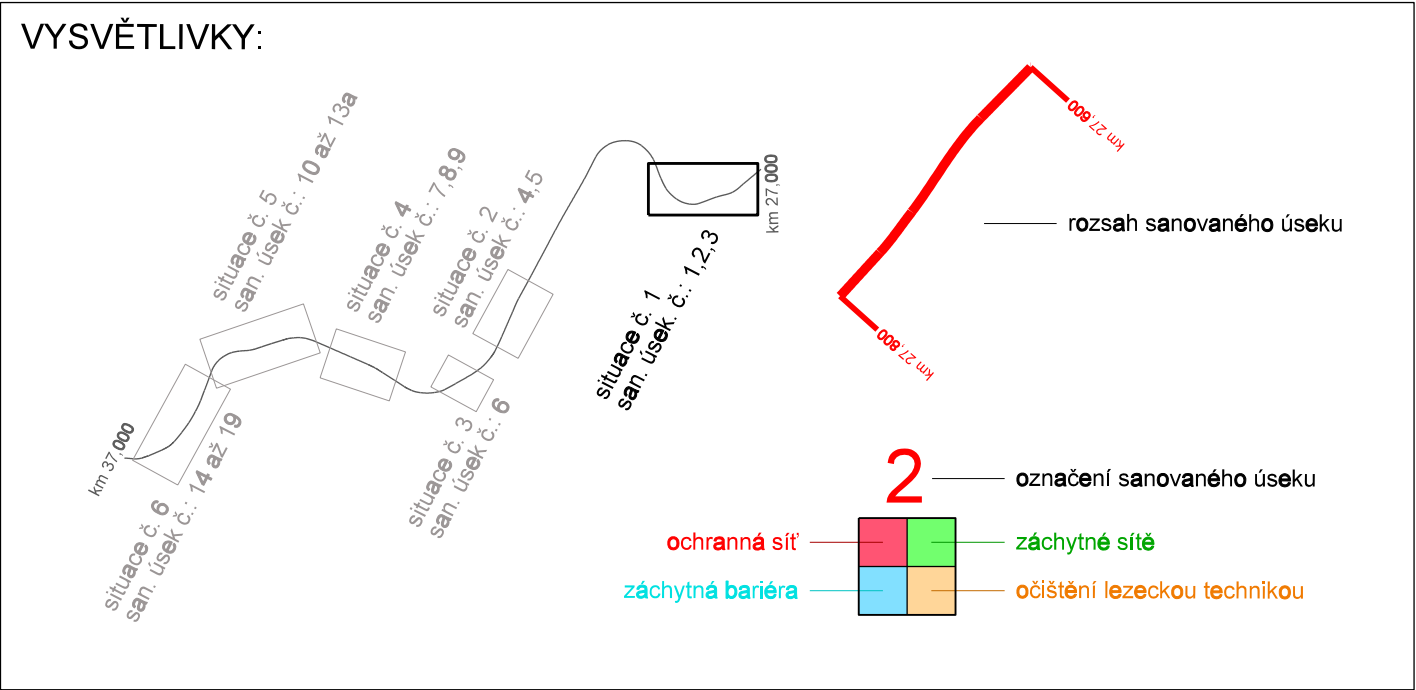 VYSVĚTLIVKY:
situace č. 5
san. úsek č.: 10 až 13a
situace č. 4
san. úsek č.: 7,8,9
situace č. 2
san. úsek č.: 4,5
km 27,000
situace č. 1
san. úsek. č.: 1,2,3
km 37,000
situace č. 6
san. úsek č.: 14 až 19
situace č. 3
san. úsek č.: 6
km 27,600
rozsah sanovaného úseku
km 27,800
2
označení sanovaného úseku
ochranná síť
záchytné sítě
záchytná bariéra
očištění lezeckou technikou